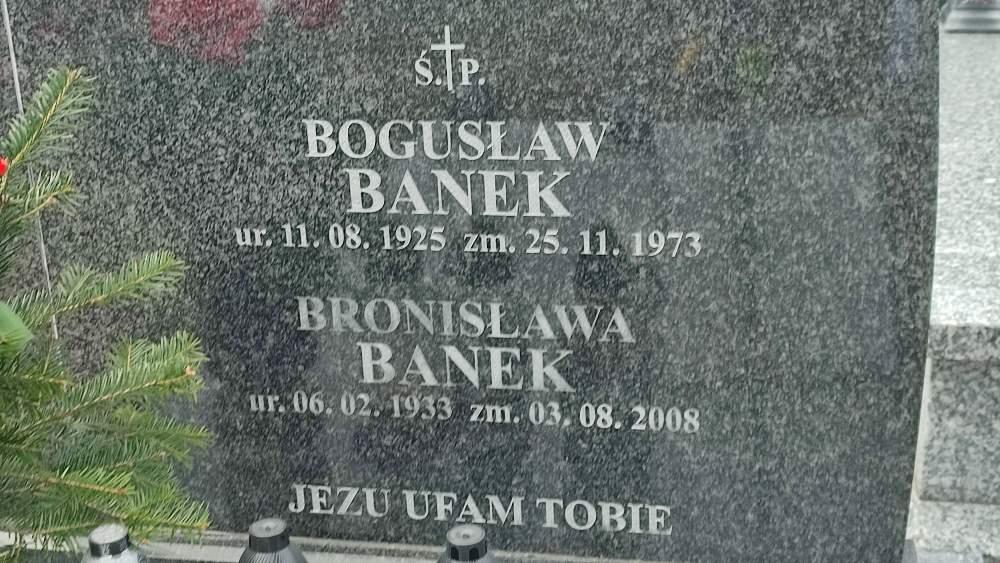 Ś.P.
BOGUSŁAW
BANEK
ur. 11. 08. 1925 zm. 25. 11. 1973
BRONISŁAWA
BANEK
ur. 06. 02. 1933 zm. 03. 08. 2008
JEZU UFAM TOBIE